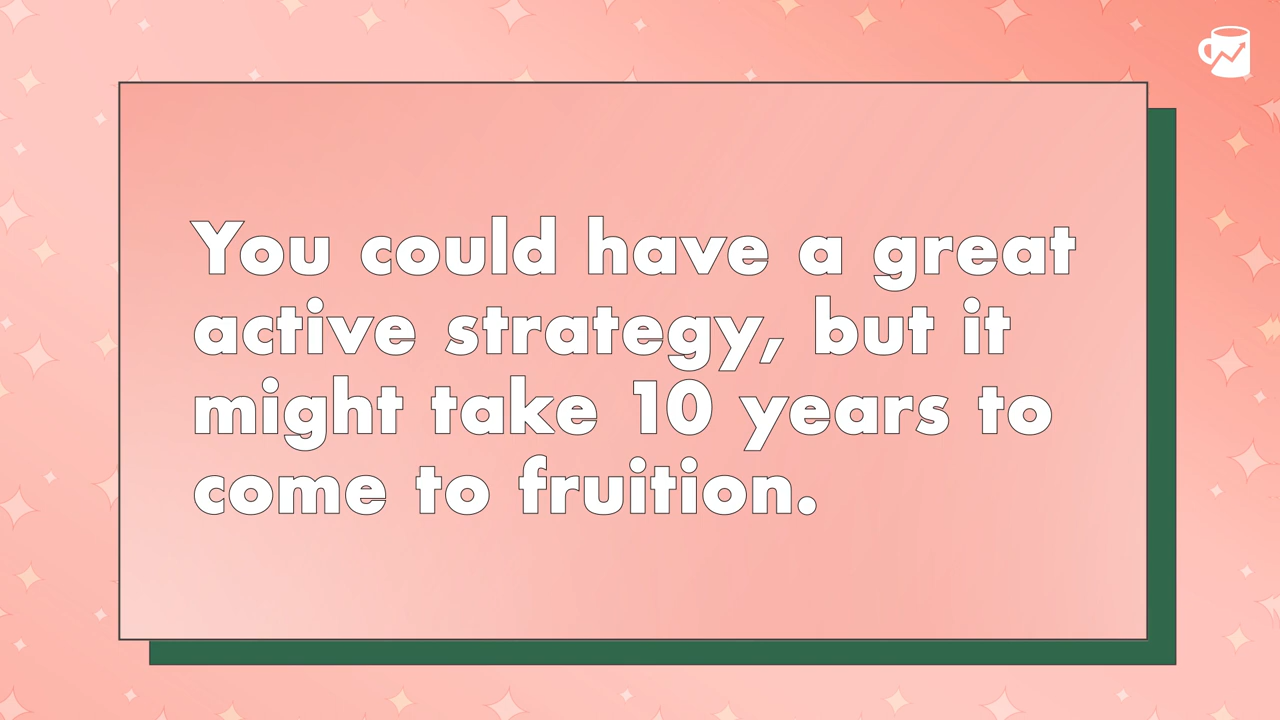 You could have a great
active strategy, but it
might take 10 years to
come to fruition.